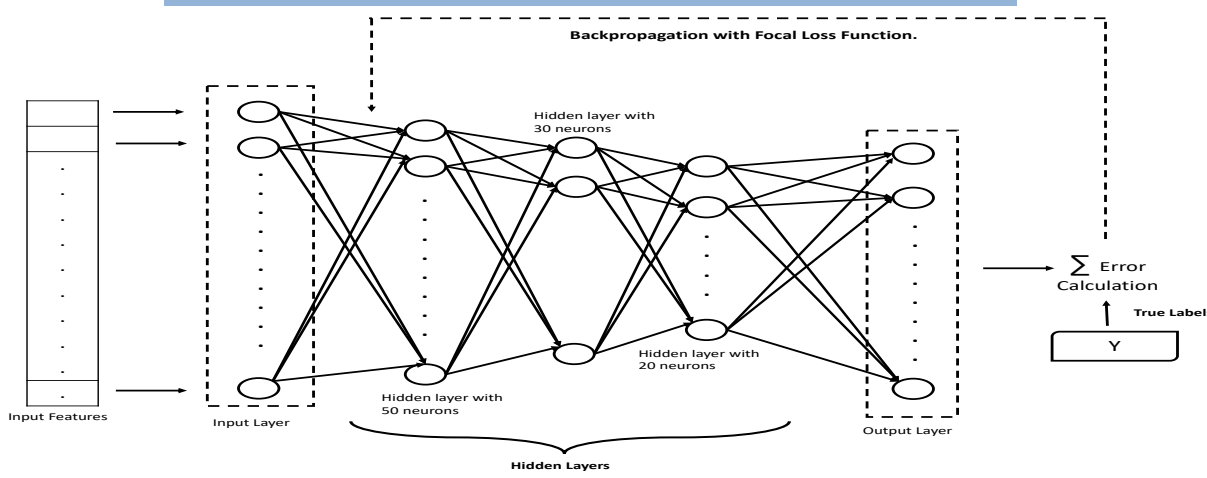 Backpropagation with Focal Loss Function.
Hidden layer with
30 neurons
∑ Error
Calculation
True Label
Y
Hidden layer with
20 neurons
Hidden layer with
50 neurons
Input Features
Input Layer
Output Layer
Hidden Layers